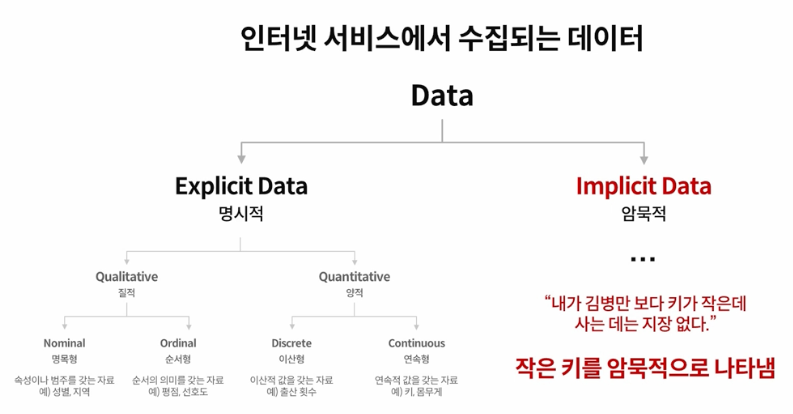 인터넷 서비스에서 수집되는 데이터
Data
Explicit Data
명시적
Implicit Data
암묵적
...
Qualitative
질적
Quantitative
양적
Nominal
명목형
속성이나 범주를 갖는 자료
예) 성별, 지역
Ordinal
순서형
순서의 의미를 갖는 자료
예) 평점, 선호도
Discrete
이산형
이산적 값을 갖는 자료
예) 출산 횟수
Continuous
연속형
연속적 값을 갖는 자료
예) 키, 몸무게
“내가 김병만 보다 키가 작은데
사는 데는 지장 없다.”
작은 키를 암묵적으로 나타냄